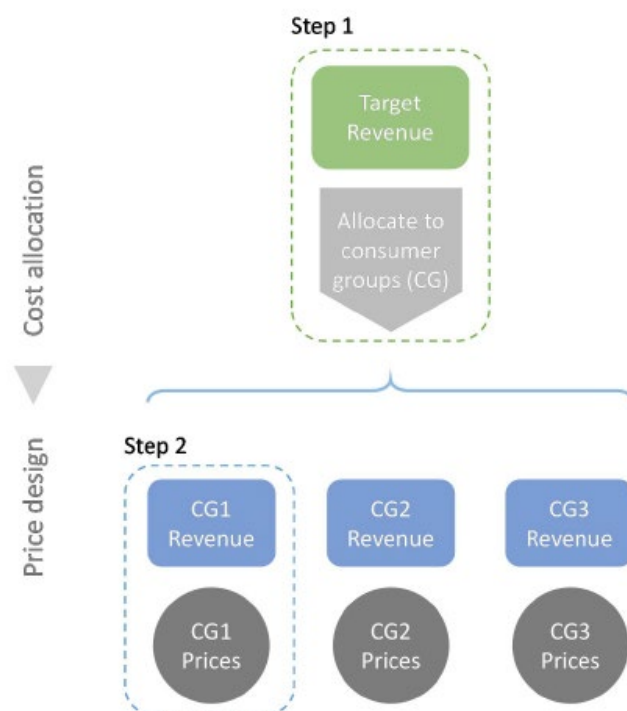 Step 1
Target
Revenue
Allocate to
consumer
groups (CG)
Cost allocation
Price design
Step 2
CG1
Revenue
CG2
Revenue
CG3
Revenue
CG1
Prices
CG2
Prices
CG3
Prices